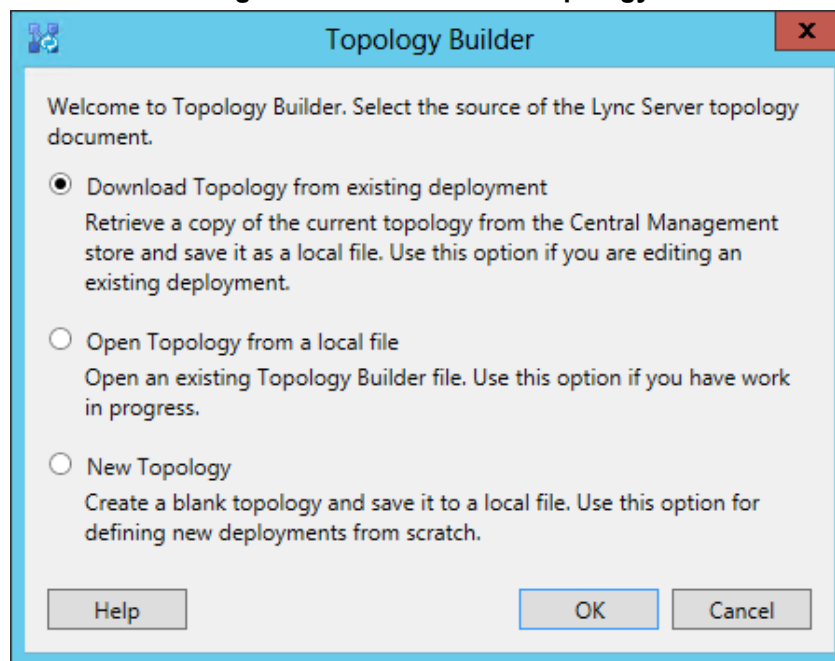 Topology Builder
x
Welcome to Topology Builder. Select the source of the Lync Server topology
document.
Download Topology from existing deployment
Retrieve a copy of the current topology from the Central Management
store and save it as a local file. Use this option if you are editing an
existing deployment.
Open Topology from a local file
Open an existing Topology Builder file. Use this option if you have work
in progress.
New Topology
Create a blank topology and save it to a local file. Use this option for
defining new deployments from scratch.
Help
OK
Cancel